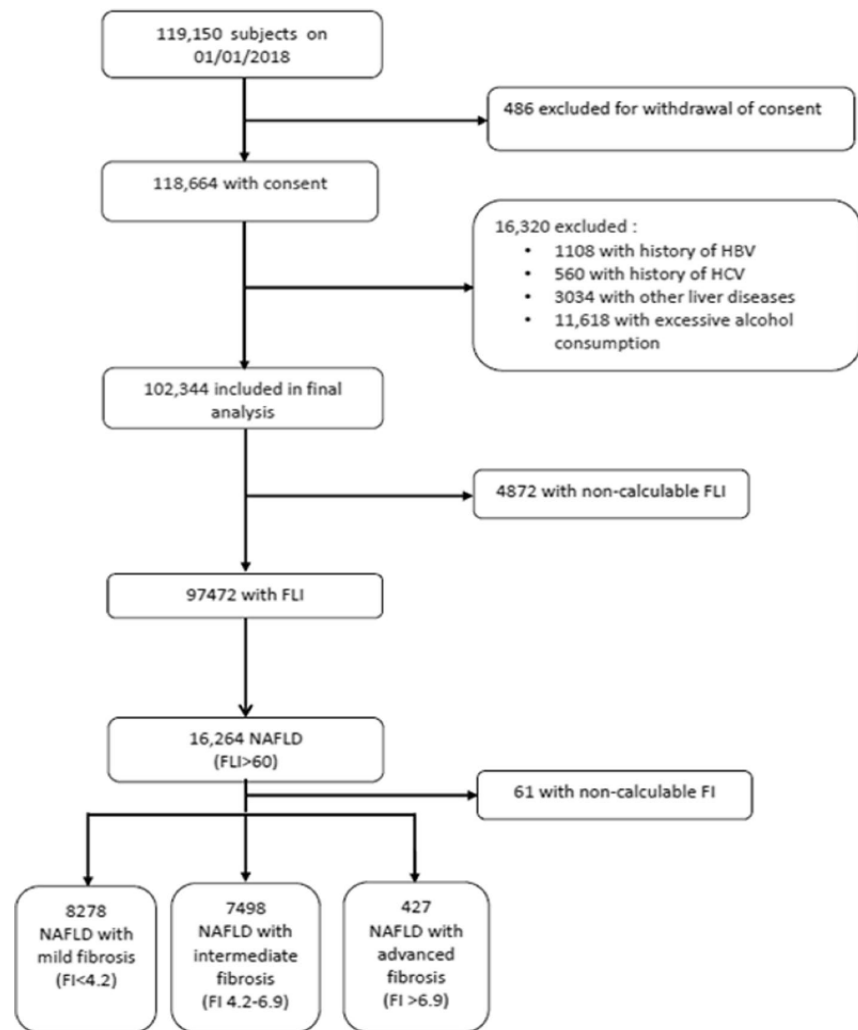 119,150 subjects on
01/01/2018
486 excluded for withdrawal of consent
118,664 with consent
16,320 excluded :
• 1108 with history of HBV
• 560 with history of HCV
• 3034 with other liver diseases
• 11,618 with excessive alcohol
consumption
102,344 included in final
analysis
4872 with non-calculable FLI
97472 with FLI
16,264 NAFLD
(FLI>60)
61 with non-calculable FI
8278
NAFLD with
mild fibrosis
(FI<4.2)
7498
NAFLD with
intermediate
fibrosis
(FI 4.2-6.9)
427
NAFLD with
advanced
fibrosis
(FI >6.9)